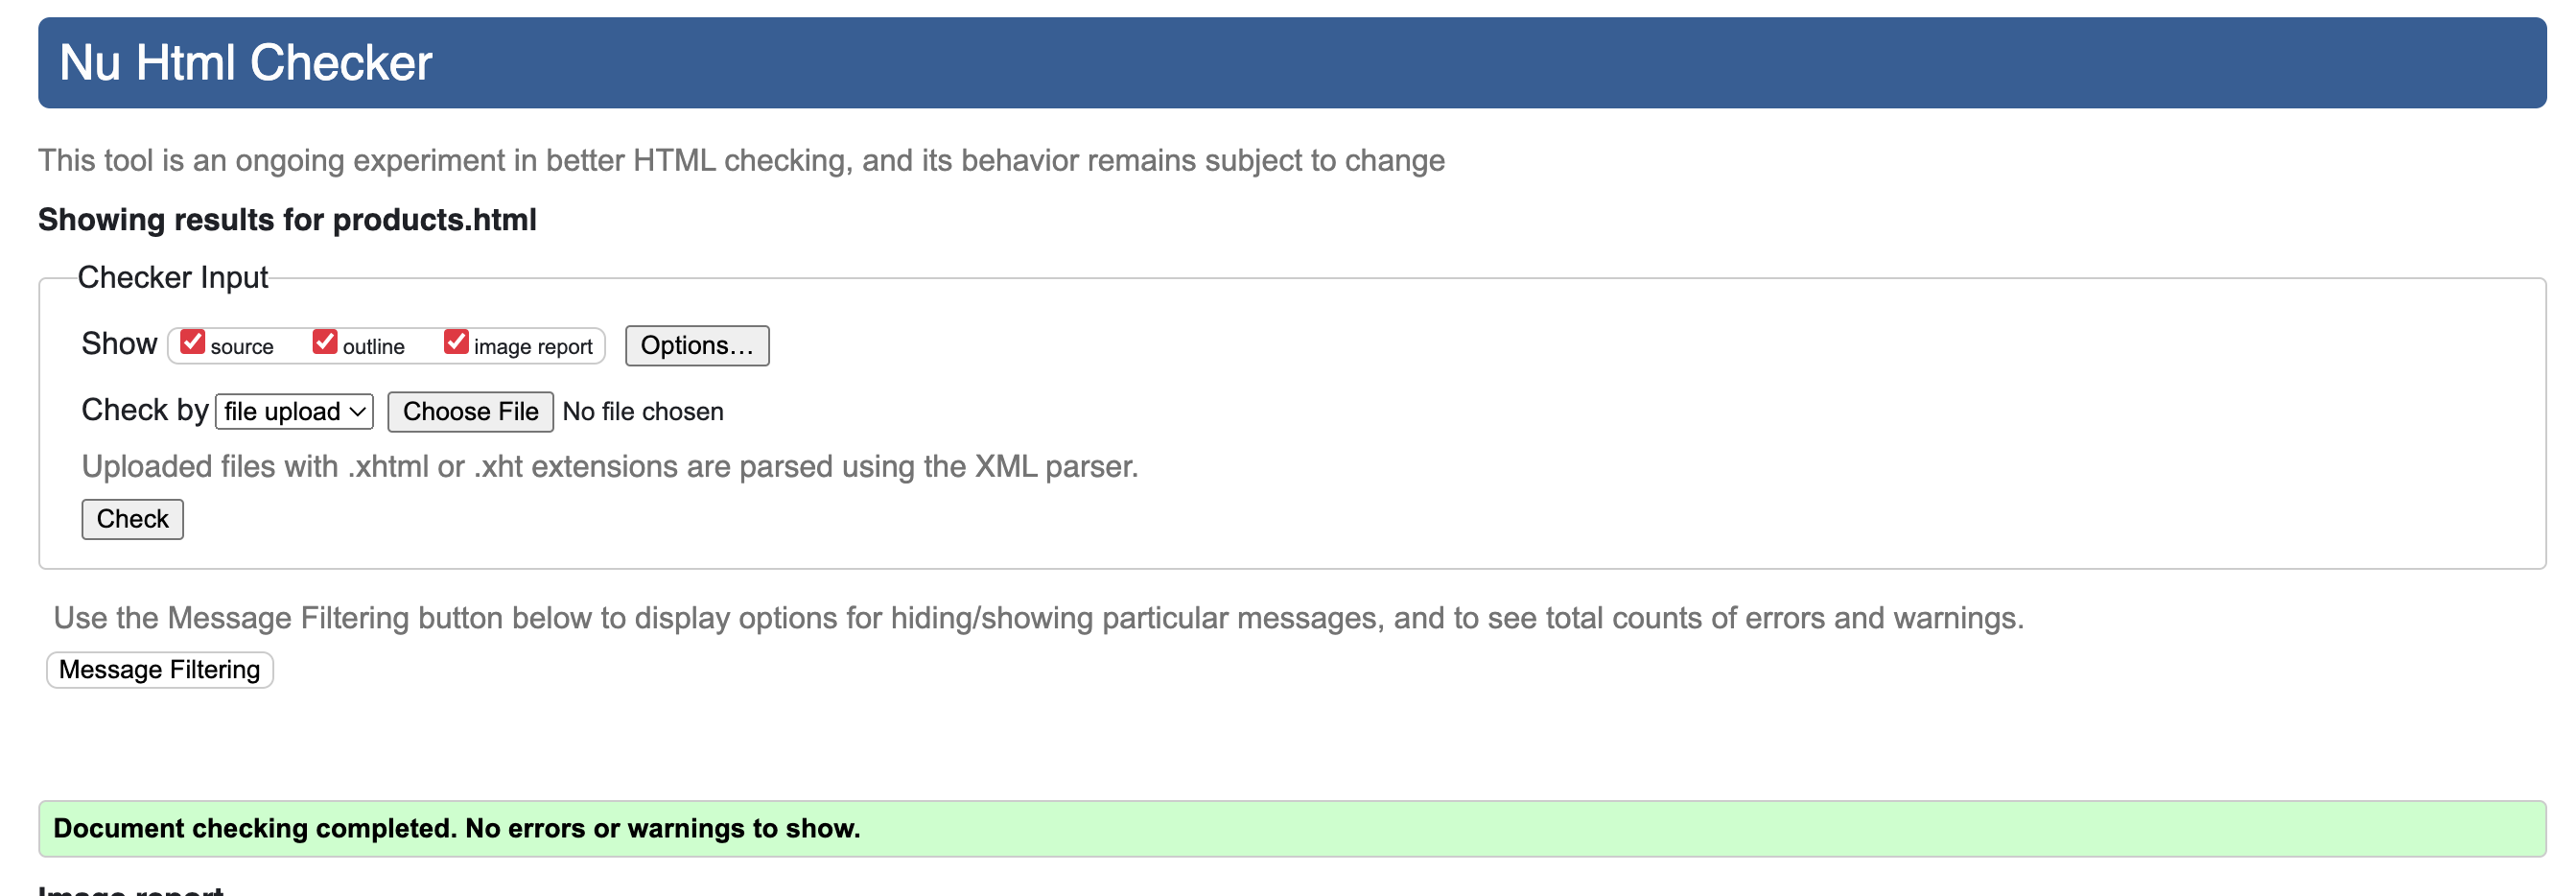 Nu Html Checker
This tool is an ongoing experiment in better HTML checking, and its behavior remains subject to change
Showing results for products.html
Checker Input
Show source outline image report Options…
Check by file upload Choose File No file chosen
Uploaded files with .xhtml or .xht extensions are parsed using the XML parser.
Check
Use the Message Filtering button below to display options for hiding/showing particular messages, and to see total counts of errors and warnings.
Message Filtering
Document checking completed. No errors or warnings to show.
Image report